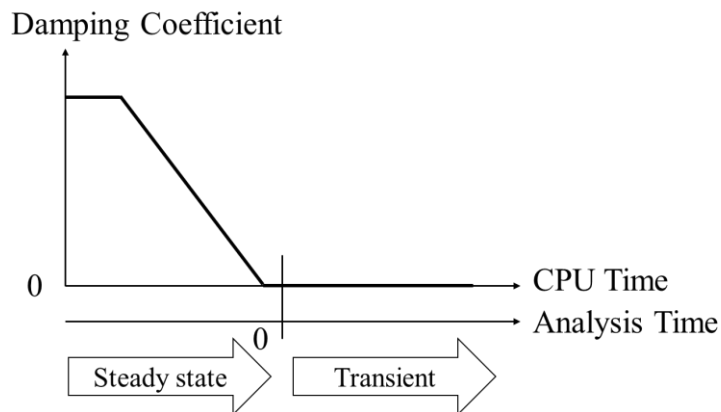 Damping Coefficient
0
CPU Time
Analysis Time
0
Steady state
Transient